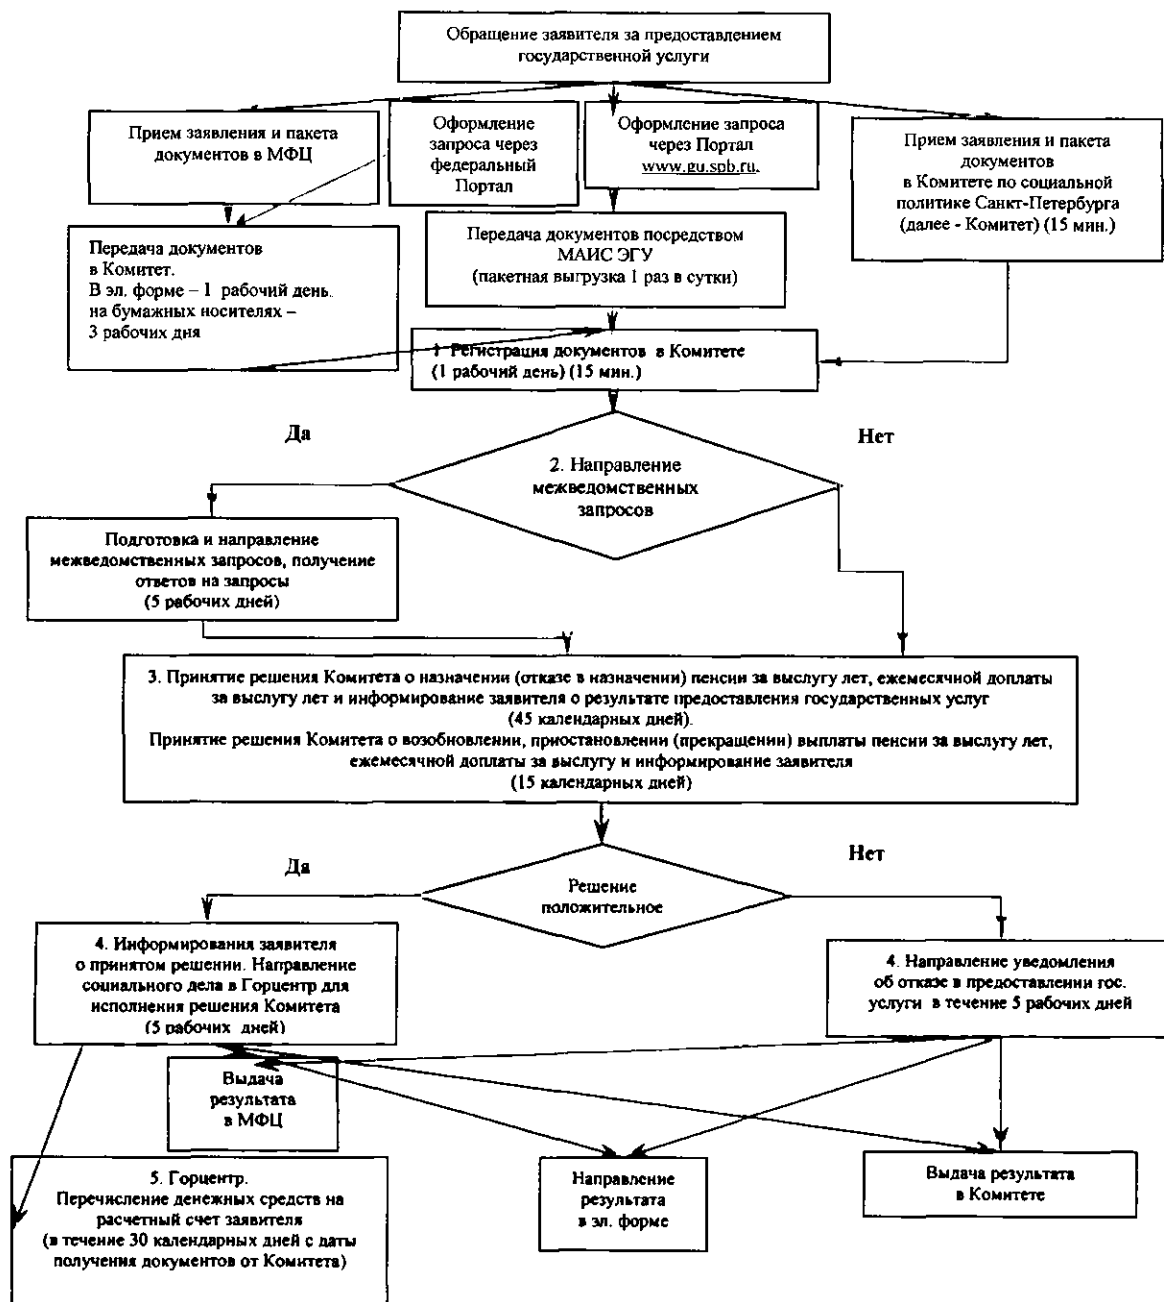 Обращение заявителя за предоставлением
государственной услуги
Прием заявления и пакета
документов в МФЦ
Оформление
запроса через
федеральный
Портал
Оформление запроса
через Портал
www.gu.spb.ru.
Прием заявления и пакета
документов
в Комитете по социальной
политике Санкт-Петербурга
(далее - Комитет) (15 мин.)
Передача документов
в Комитет.
В эл. форме – 1 рабочий день.
на бумажных носителях –
3 рабочих дня
Передача документов посредством
МАИС ЭГУ
(пакетная выгрузка 1 раз в сутки)
1 Регистрация документов в Комитете
(1 рабочий день) (15 мин.)
Да
Нет
2. Направление
межведомственных
запросов
Подготовка и направление
межведомственных запросов, получение
ответов на запросы
(5 рабочих дней)
3. Принятие решения Комитета о назначении (отказе в назначении) пенсии за выслугу лет, ежемесячной доплаты
за выслугу лет и информирование заявителя о результате предоставления государственных услуг
(45 календарных дней).
Принятие решения Комитета о возобновлении, приостановлении (прекращении) выплаты пенсии за выслугу лет,
ежемесячной доплаты за выслугу и информирование заявителя
(15 календарных дней)
Да
Нет
Решение
положительное
4. Информирования заявителя
о принятом решении. Направление
социального дела в Горцентр для
исполнения решения Комитета
(5 рабочих дней)
4. Направление уведомления
об отказе в предоставлении гос.
услуги в течение 5 рабочих дней
Выдача
результата
в МФЦ
5. Горцентр.
Перечисление денежных средств на
расчетный счет заявителя
(в течение 30 календарных дней с даты
получения документов от Комитета)
Направление
результата
в эл. форме
Выдача результата
в Комитете